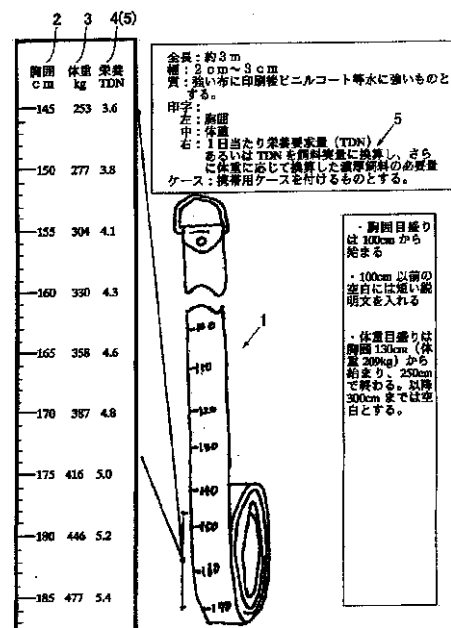 2 3 4(5)
胸囲 体重 栄養
cm kg TDN
145 253 3.6
150 277 3.8
155 304 4.1
160 330 4.3
165 358 4.6
170 387 4.8
175 416 5.0
180 446 5.2
185 477 5.4
全長:約3m
幅:2cm~3cm
質:強い布に印刷後ビニルコート等水に強いものと
する。
印字:
左:胸囲
中:体重
右:1日当たり栄養要求量(TDN)
あるいはTDNを飼料実量に換算し、さら
に体重に応じて換算した濃厚飼料の必要量
ケース:携帯用ケースを付けるものとする。
5
1
・胸囲目盛り
は100cmから
始まる
・100cm以前の
空白には短い説
明文を入れる
・体重目盛りは
胸囲130cm(体
重209kg)から
始まり、250cm
で終わる。以降
300cmまでは空
白とする。
110
120